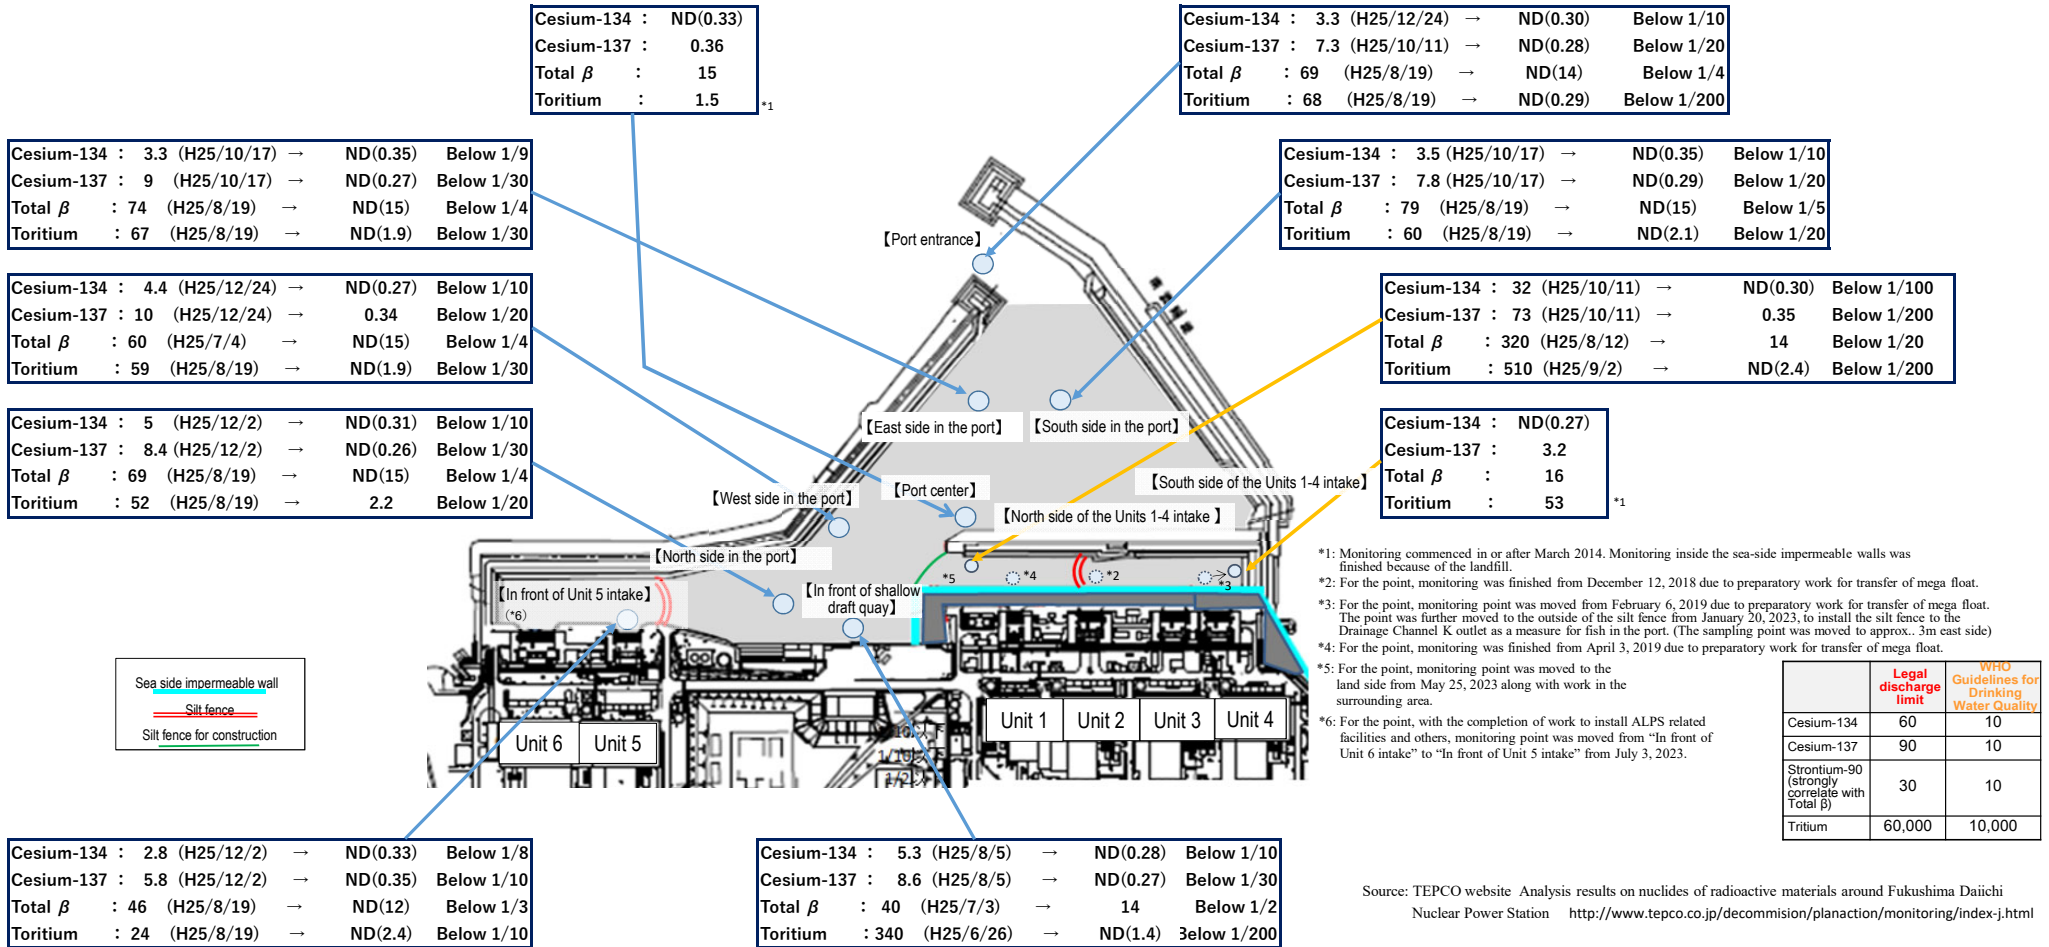 Cesium-134 : ND(0.33)
Cesium-137 : 0.36
Total β : 15
Toritium : 1.5
*1
Cesium-134 : 3.3 (H25/12/24) → ND(0.30) Below 1/10
Cesium-137 : 7.3 (H25/10/11) → ND(0.28) Below 1/20
Total β : 69 (H25/8/19) → ND(14) Below 1/4
Toritium : 68 (H25/8/19) → ND(0.29) Below 1/200
Cesium-134 : 3.3 (H25/10/17) → ND(0.35) Below 1/9
Cesium-137 : 9 (H25/10/17) → ND(0.27) Below 1/30
Total β : 74 (H25/8/19) → ND(15) Below 1/4
Toritium : 67 (H25/8/19) → ND(1.9) Below 1/30
Cesium-134 : 3.5 (H25/10/17) → ND(0.35) Below 1/10
Cesium-137 : 7.8 (H25/10/17) → ND(0.29) Below 1/20
Total β : 79 (H25/8/19) → ND(15) Below 1/5
Toritium : 60 (H25/8/19) → ND(2.1) Below 1/20
Cesium-134 : 4.4 (H25/12/24) → ND(0.27) Below 1/10
Cesium-137 : 10 (H25/12/24) → 0.34 Below 1/20
Total β : 60 (H25/7/4) → ND(15) Below 1/4
Toritium : 59 (H25/8/19) → ND(1.9) Below 1/30
Cesium-134 : 32 (H25/10/11) → ND(0.30) Below 1/100
Cesium-137 : 73 (H25/10/11) → 0.35 Below 1/200
Total β : 320 (H25/8/12) → 14 Below 1/20
Toritium : 510 (H25/9/2) → ND(2.4) Below 1/200
Cesium-134 : 5 (H25/12/2) → ND(0.31) Below 1/10
Cesium-137 : 8.4 (H25/12/2) → ND(0.26) Below 1/30
Total β : 69 (H25/8/19) → ND(15) Below 1/4
Toritium : 52 (H25/8/19) → 2.2 Below 1/20
Cesium-134 : ND(0.27)
Cesium-137 : 3.2
Total β : 16
Toritium : 53
*1
【Port entrance】
【East side in the port】
【South side in the port】
【South side of the Units 1-4 intake】
【West side in the port】
【Port center】
【North side of the Units 1-4 intake 】
【North side in the port】
【In front of Unit 5 intake】
(*6)
【In front of shallow
draft quay】
*5
*4
*2
*3
Unit 6
Unit 5
Unit 1
Unit 2
Unit 3
Unit 4
1/10以下
1/2以下
Sea side impermeable wall
Silt fence
Silt fence for construction
*1: Monitoring commenced in or after March 2014. Monitoring inside the sea-side impermeable walls was
finished because of the landfill.
*2: For the point, monitoring was finished from December 12, 2018 due to preparatory work for transfer of mega float.
*3: For the point, monitoring point was moved from February 6, 2019 due to preparatory work for transfer of mega float.
The point was further moved to the outside of the silt fence from January 20, 2023, to install the silt fence to the
Drainage Channel K outlet as a measure for fish in the port. (The sampling point was moved to approx.. 3m east side)
*4: For the point, monitoring was finished from April 3, 2019 due to preparatory work for transfer of mega float.
*5: For the point, monitoring point was moved to the
land side from May 25, 2023 along with work in the
surrounding area.
*6: For the point, with the completion of work to install ALPS related
facilities and others, monitoring point was moved from “In front of
Unit 6 intake” to “In front of Unit 5 intake” from July 3, 2023.
Legal
discharge
limit
WHO
Guidelines for
Drinking
Water Quality
Cesium-134 60 10
Cesium-137 90 10
Strontium-90
(strongly
correlate with
Total β)
30 10
Tritium 60,000 10,000
Cesium-134 : 2.8 (H25/12/2) → ND(0.33) Below 1/8
Cesium-137 : 5.8 (H25/12/2) → ND(0.35) Below 1/10
Total β : 46 (H25/8/19) → ND(12) Below 1/3
Toritium : 24 (H25/8/19) → ND(2.4) Below 1/10
Cesium-134 : 5.3 (H25/8/5) → ND(0.28) Below 1/10
Cesium-137 : 8.6 (H25/8/5) → ND(0.27) Below 1/30
Total β : 40 (H25/7/3) → 14 Below 1/2
Toritium : 340 (H25/6/26) → ND(1.4) Below 1/200
Source: TEPCO website Analysis results on nuclides of radioactive materials around Fukushima Daiichi
Nuclear Power Station http://www.tepco.co.jp/decommision/planaction/monitoring/index-j.html